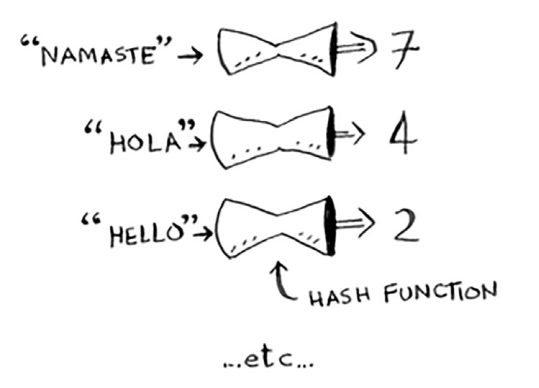 “NAMASTE” → ⇒ 7
“HOLA” → ⇒ 4
“HELLO” → ⇒ 2
HASH FUNCTION
...etc...